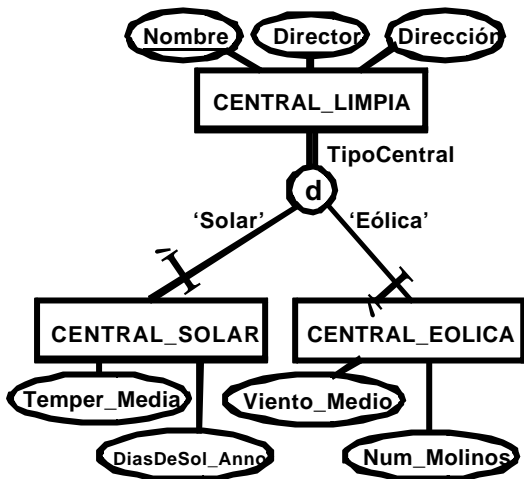 Nombre Director Dirección
CENTRAL_LIMPIA
TipoCentral
d
‘Solar’ ‘Eólica’
CENTRAL_SOLAR CENTRAL_EOLICA
Temper_Media Viento_Medio
DiasDeSol_Anno Num_Molinos